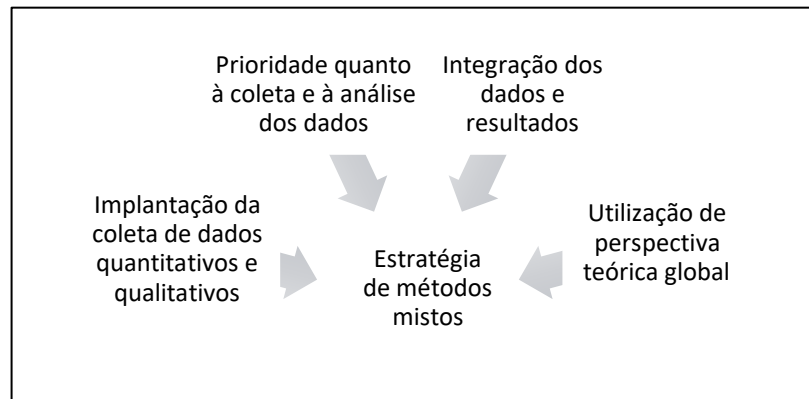 Prioridade quanto
à coleta e à análise
dos dados
Integração dos
dados e
resultados
Implantação da
coleta de dados
quantitativos e
qualitativos
Estratégia
de métodos
mistos
Utilização de
perspectiva
teórica global